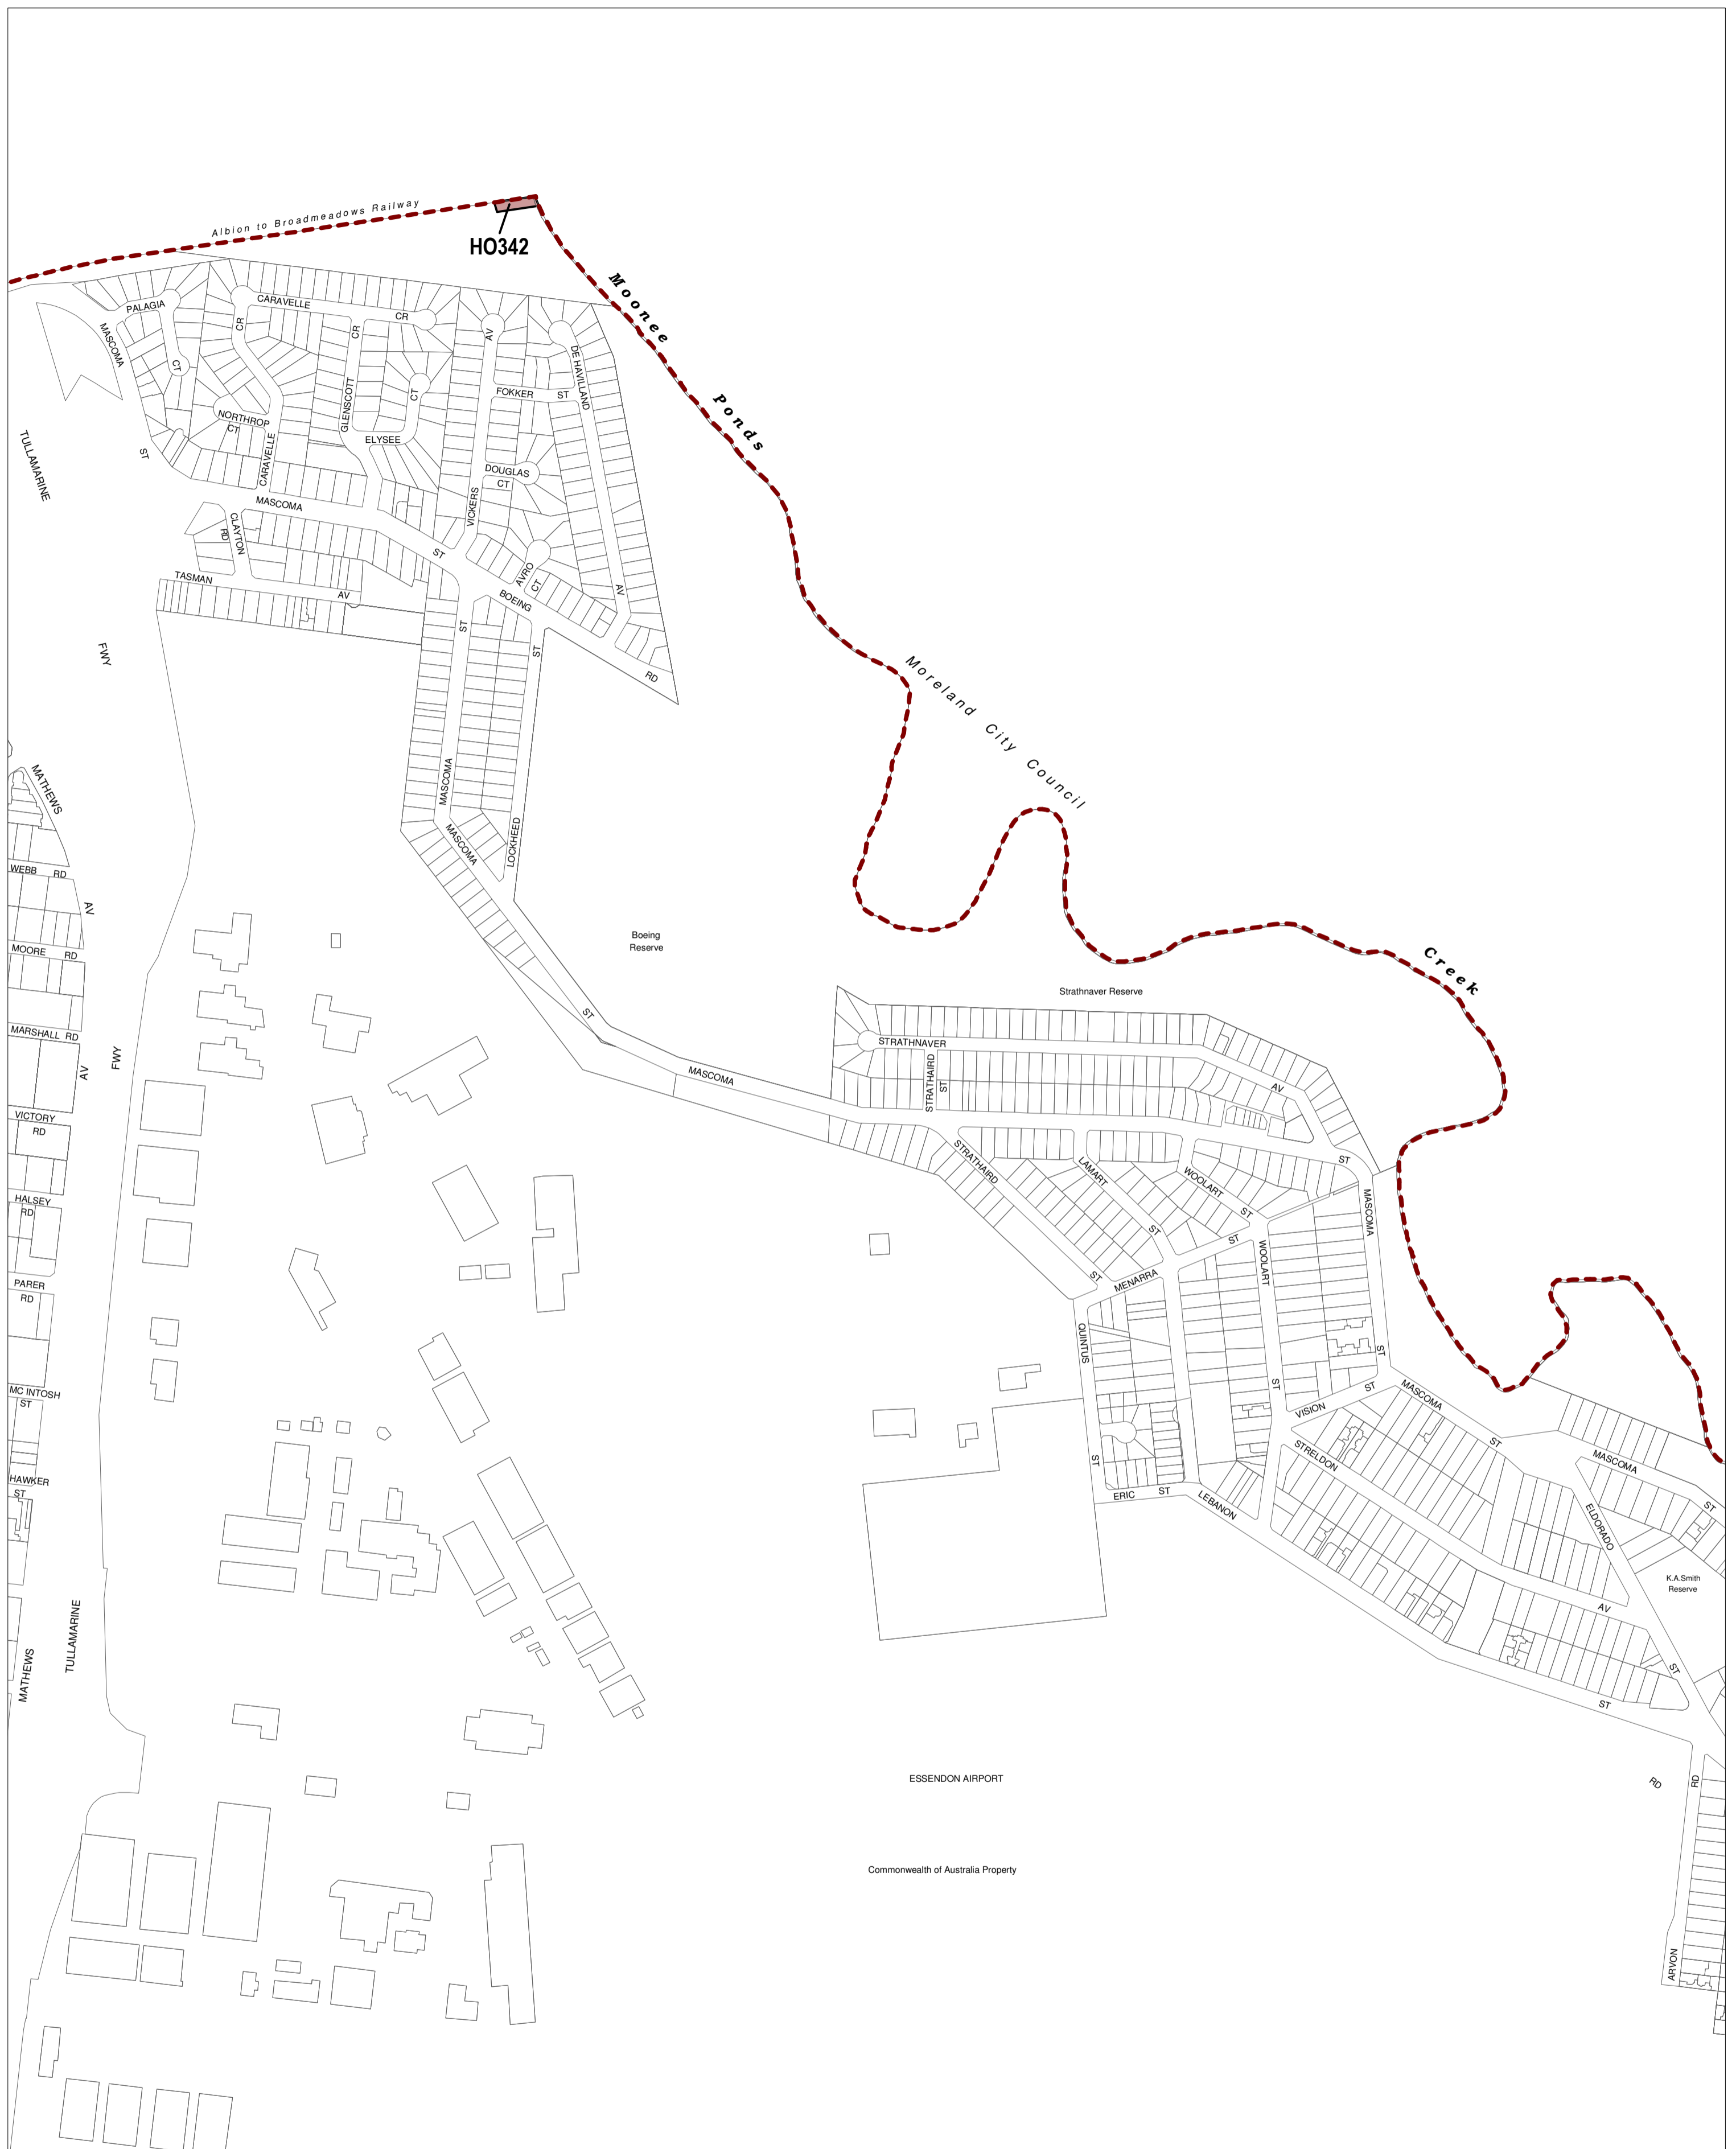 Albion to Broadmeadows Railway
HO342
Moonee
Ponds
Creek
Moreland City Council
PALAGIA
CT
MASCOMA
ST
CARAVELLE
CR
CR
CARAVELLE
GLENSCOTT
CR
NORTHROP
CT
ELYSEE
CT
AV
VICKERS
FOKKER ST
DE HAVILLAND
AV
DOUGLAS
CT
MASCOMA
ST
CLAYTON
RD
TASMAN
AV
AVRO
CT
BOEING
RD
ST
ST
MASCOMA
MASCOMA
LOCKHEED
TULLAMARINE
FWY
MATHEWS
WEBB RD
AV
MOORE RD
MARSHALL RD
AV
FWY
VICTORY
RD
HALSEY
RD
PARER
RD
MC INTOSH
ST
HAWKER
ST
MATHEWS
TULLAMARINE
Boeing
Reserve
Strathnaver Reserve
ST
MASCOMA
STRATHNAVER
AV
STRATHAIRD
ST
STRATHAIRD
ST
LAMART
ST
WOOLART
ST
ST
MASCOMA
ST
MENARRA
ST
WOOLART
ST
QUINTUS
ST
VISION
ST
MASCOMA
ST
MASCOMA
ST
ERIC ST
LEBANON
ST
STRELDON
AV
ELDORADO
ST
K.A.Smith
Reserve
ESSENDON AIRPORT
Commonwealth of Australia Property
RD
RD
ARVON